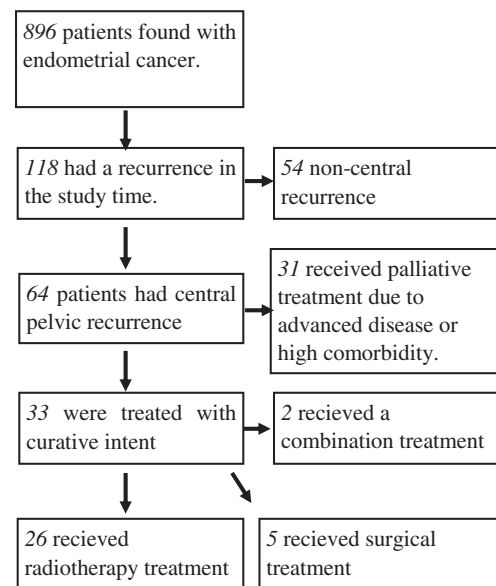 896 patients found with
endometrial cancer.
118 had a recurrence in
the study time.
54 non-central
recurrence
64 patients had central
pelvic recurrence
31 received palliative
treatment due to
advanced disease or
high comorbidity.
33 were treated with
curative intent
2 recieved a
combination treatment
26 recieved
radiotherapy treatment
5 recieved surgical
treatment